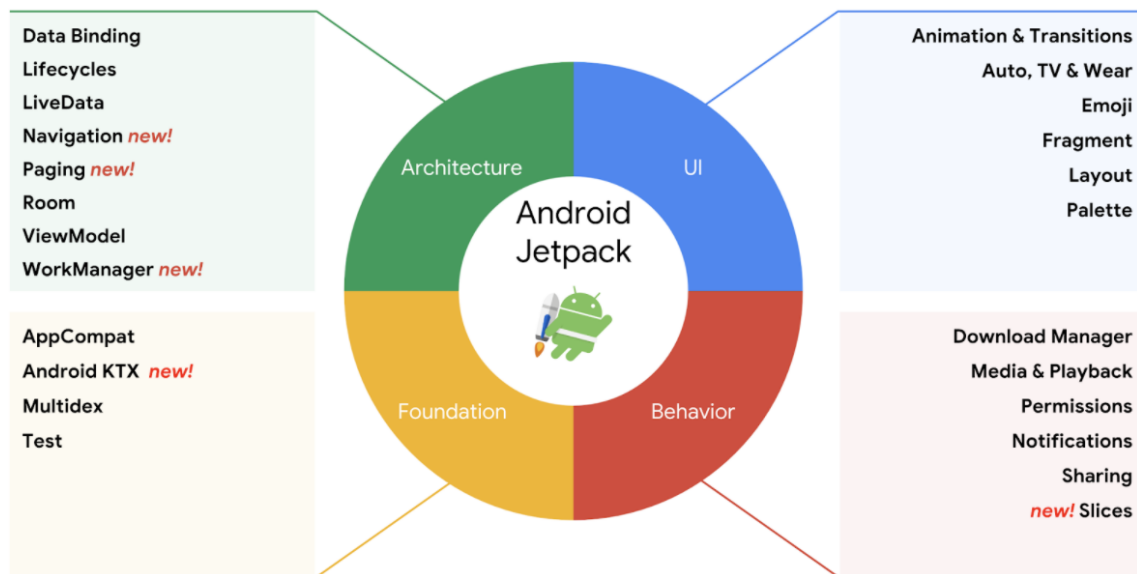 Data Binding
Lifecycles
LiveData
Navigation new!
Paging new!
Room
ViewModel
WorkManager new!
Animation & Transitions
Auto, TV & Wear
Emoji
Fragment
Layout
Palette
Architecture
UI
Android
Jetpack
Foundation
Behavior
AppCompat
Android KTX new!
Multidex
Test
Download Manager
Media & Playback
Permissions
Notifications
Sharing
new! Slices